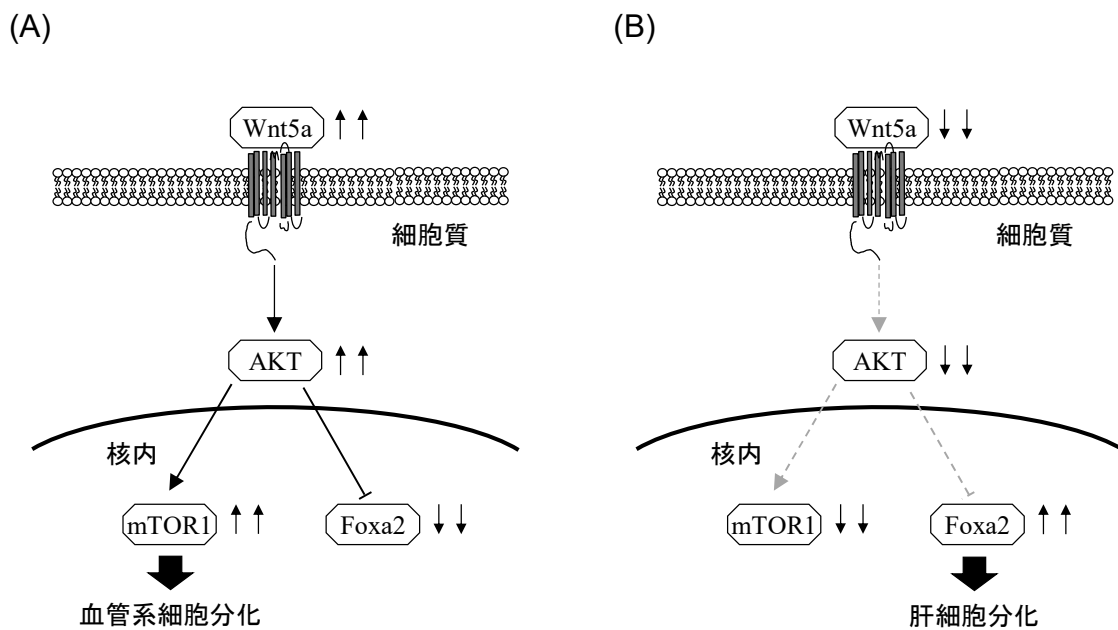 (A)
Wnt5a
細胞質
AKT
核内
mTOR1
Foxa2
血管系細胞分化
(B)
Wnt5a
細胞質
AKT
核内
mTOR1
Foxa2
肝細胞分化